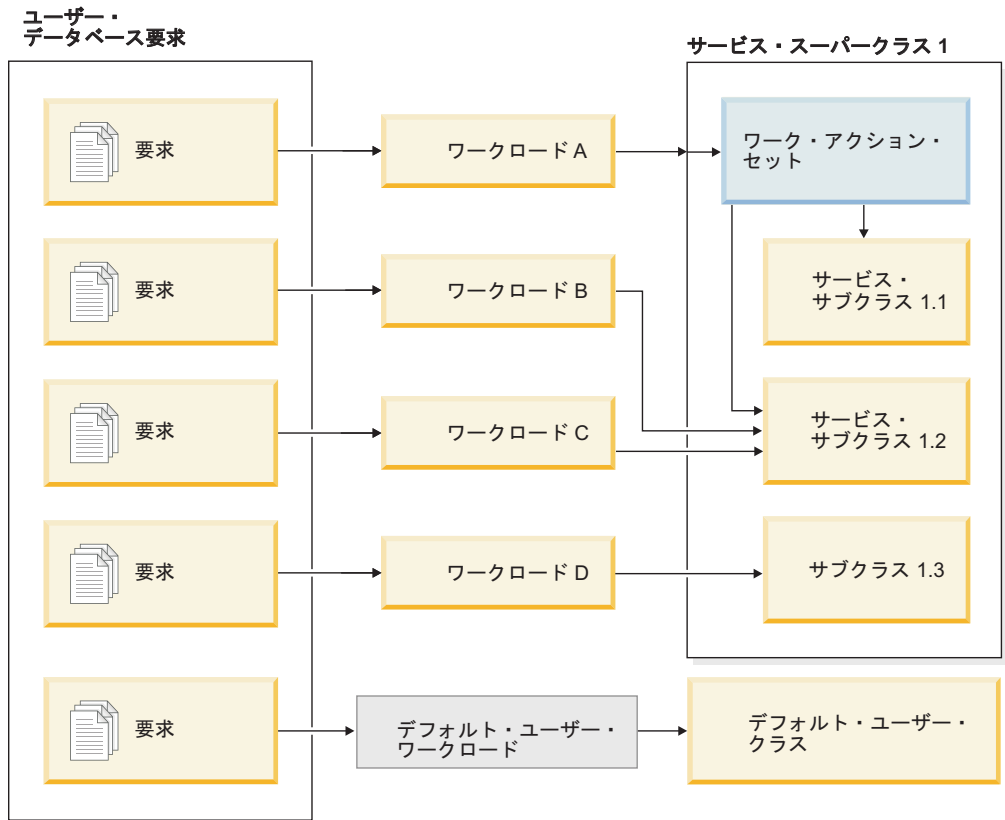 ユーザー・
データベース要求
サービス・スーパークラス 1
要求
ワークロード A
ワーク・アクション・
セット
要求
ワークロード B
サービス・
サブクラス 1.1
要求
ワークロード C
サービス・
サブクラス 1.2
要求
ワークロード D
サブクラス 1.3
要求
デフォルト・ユーザー・
ワークロード
デフォルト・ユーザー・
クラス